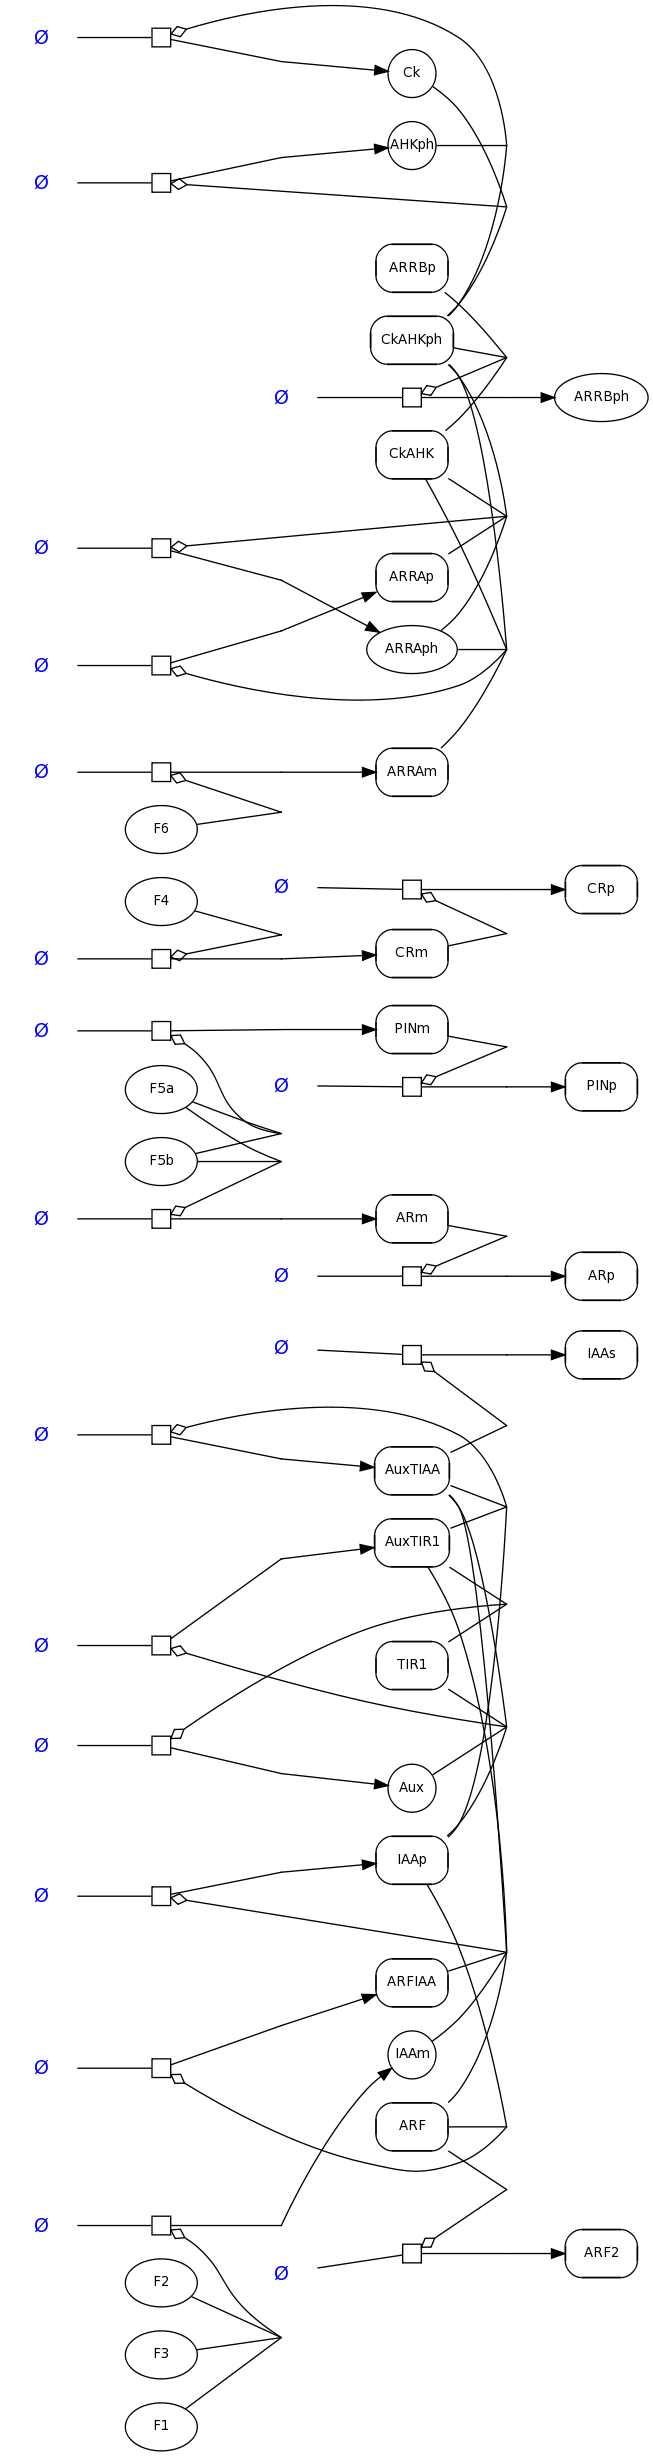 Ø
Ck
AHKph
Ø
ARRBp
CkAHKph
Ø
ARRBph
CkAHK
Ø
ARRAp
ARRAph
Ø
Ø
ARRAm
F6
Ø
CRp
F4
CRm
Ø
Ø
PINm
F5a
Ø
PINp
F5b
Ø
ARm
Ø
ARp
Ø
IAAs
Ø
AuxTIAA
AuxTIR1
Ø
TIR1
Ø
Aux
IAAp
Ø
ARFIAA
IAAm
Ø
ARF
Ø
ARF2
Ø
F2
F3
F1